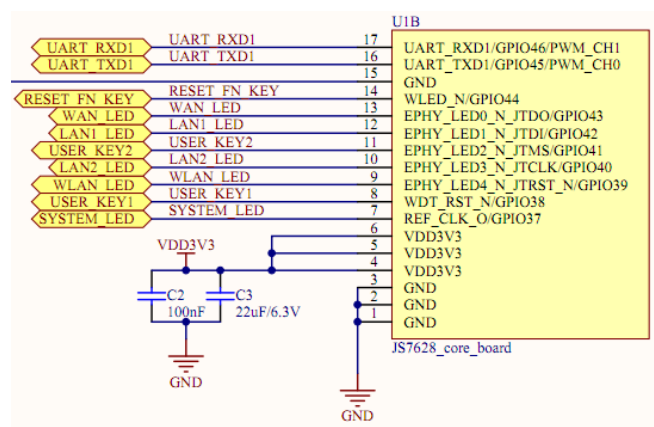 U1B
UART_RXD1 UART_RXD1 17 UART_RXD1/GPIO46/PWM_CH1
UART_TXD1 UART_TXD1 16 UART_TXD1/GPIO45/PWM_CH0
15 GND
RESET_FN_KEY RESET_FN_KEY 14 WLED_N/GPIO44
WAN_LED WAN_LED 13 EPHY_LED0_N_JTDO/GPIO43
LAN1_LED LAN1_LED 12 EPHY_LED1_N_JTDI/GPIO42
USER_KEY2 USER_KEY2 11 EPHY_LED2_N_JTMS/GPIO41
LAN2_LED LAN2_LED 10 EPHY_LED3_N_JTCLK/GPIO40
WLAN_LED WLAN_LED 9 EPHY_LED4_N_JTRST_N/GPIO39
USER_KEY1 USER_KEY1 8 WDT_RST_N/GPIO38
SYSTEM_LED SYSTEM_LED 7 REF_CLK_O/GPIO37
6 VDD3V3
VDD3V3 5 VDD3V3
4 VDD3V3
3 GND
C2 C3 2 GND
100nF 22uF/6.3V 1 GND
JS7628_core_board
GND
GND